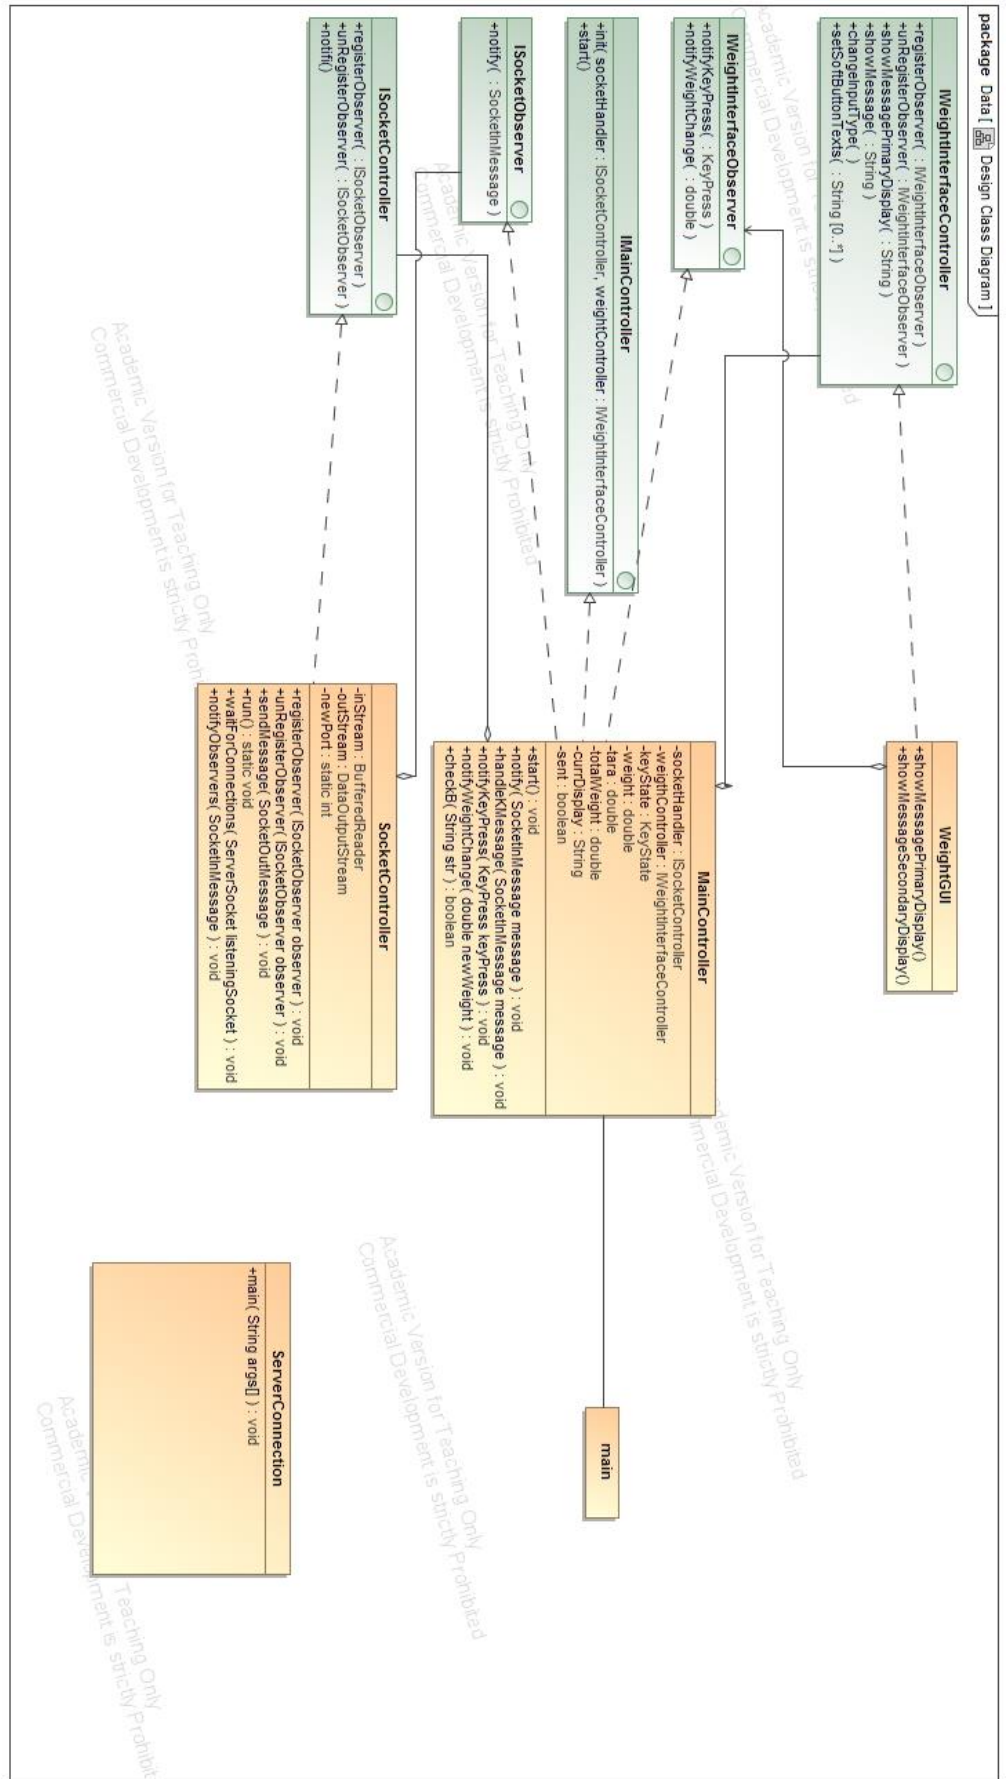 package Data [ Design Class Diagram ]
IWeightInterfaceController
+registerObserver( : IWeightInterfaceObserver )
+unRegisterObserver( : IWeightInterfaceObserver )
+showMessagePrimaryDisplay( : String )
+showMessage( : String )
+changeInputType( )
+setSoftButtonTexts( : String [0..*] )
WeightGUI
+showMessagePrimaryDisplay()
+showMessageSecondaryDisplay()
IWeightInterfaceObserver
+notifyKeyPress( : KeyPress )
+notifyWeightChange( : double )
IMainController
+init( socketHandler : ISocketController, weightController : IWeightInterfaceController )
+start()
MainController
-socketHandler : ISocketController
-weigthController : IWeightInterfaceController
-keyState : KeyState
-weight : double
-tara : double
-totalWeight : double
-currDisplay : String
-sent : boolean
+start() : void
+notify( SocketInMessage message ) : void
+handleKMessage( SocketInMessage message ) : void
+notifyKeyPress( KeyPress keyPress ) : void
+notifyWeightChange( double newWeight ) : void
+checkB( String str ) : boolean
main
ISocketObserver
+notify( : SocketInMessage )
ISocketController
+registerObserver( : ISocketObserver )
+unRegisterObserver( : ISocketObserver )
+notifi()
SocketController
-inStream : BufferedReader
-outStream : DataOutputStream
-newPort : static int
+registerObserver( ISocketObserver observer ) : void
+unRegisterObserver( ISocketObserver observer ) : void
+sendMessage( SocketOutMessage ) : void
+run() : static void
+waitForConnections( ServerSocket listeningSocket ) : void
+notifyObservers( SocketInMessage ) : void
ServerConnection
+main( String args[] ) : void
Academic Version for Teaching Only
Commercial Development is strictly Prohibited